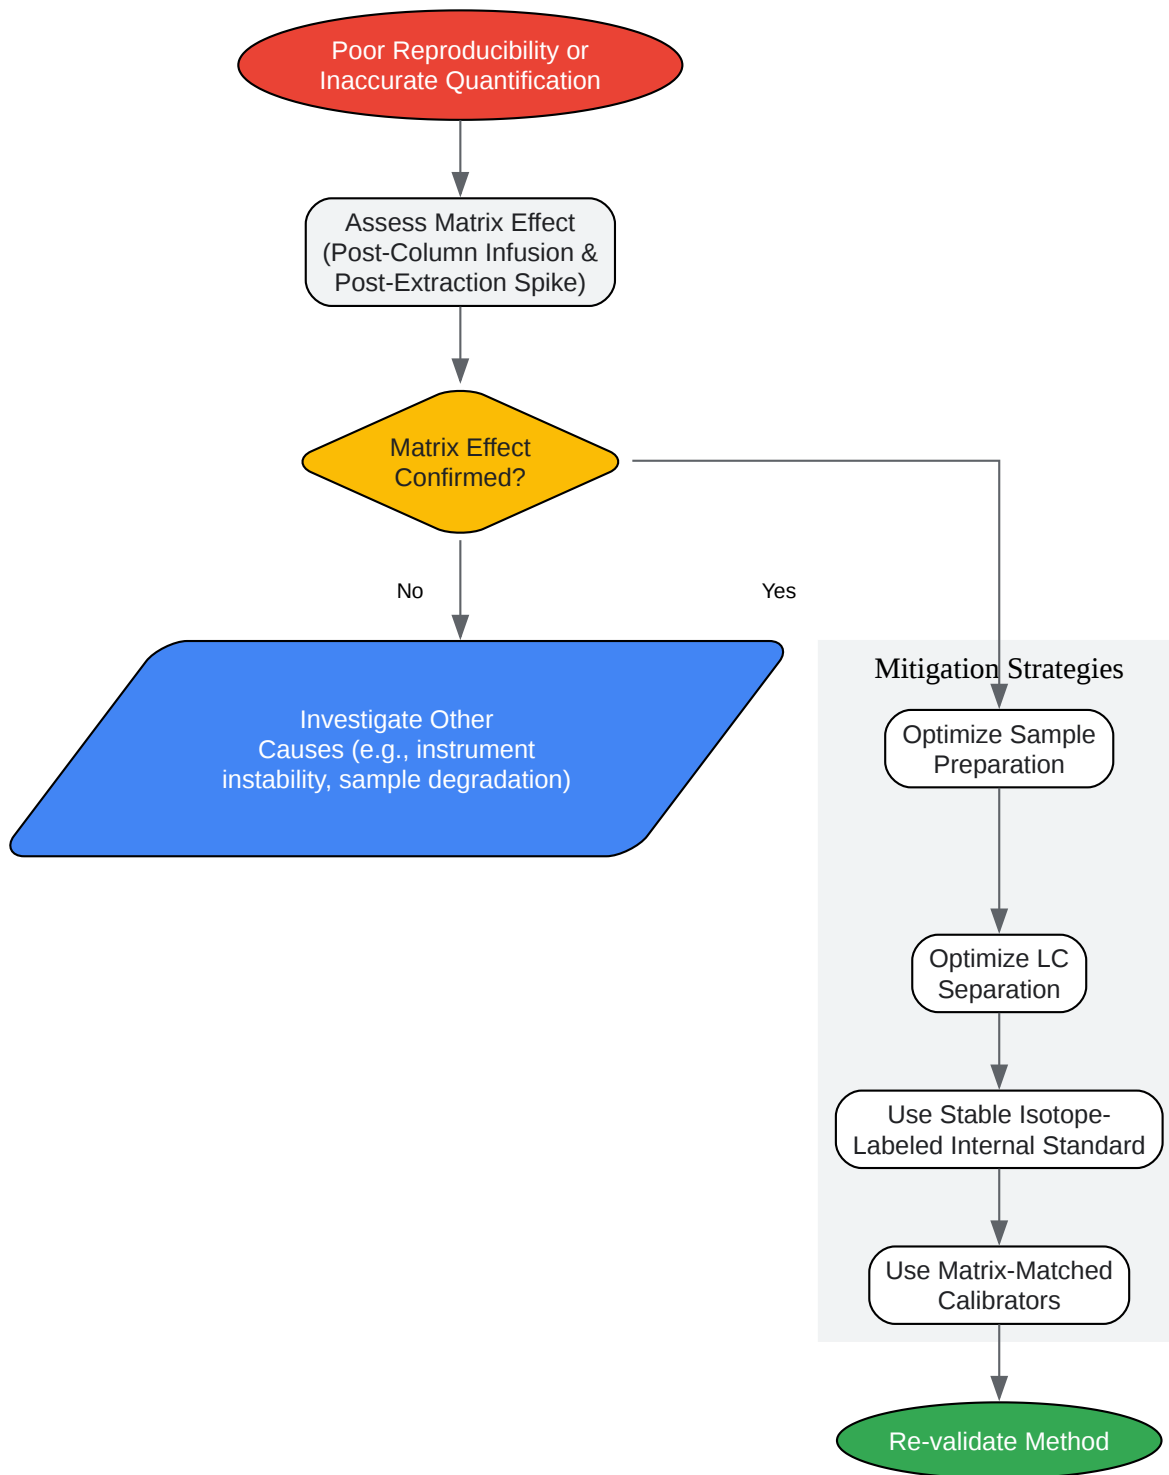 Poor Reproducibility or
Inaccurate Quantification
Assess Matrix Effect
(Post-Column Infusion &
Post-Extraction Spike)
Matrix Effect
Confirmed?
No
Yes
Investigate Other
Causes (e.g., instrument
instability, sample degradation)
Mitigation Strategies
Optimize Sample
Preparation
Optimize LC
Separation
Use Stable Isotope-
Labeled Internal Standard
Use Matrix-Matched
Calibrators
Re-validate Method